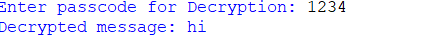 Enter passcode for Decryption: 1234
Decrypted message: hi